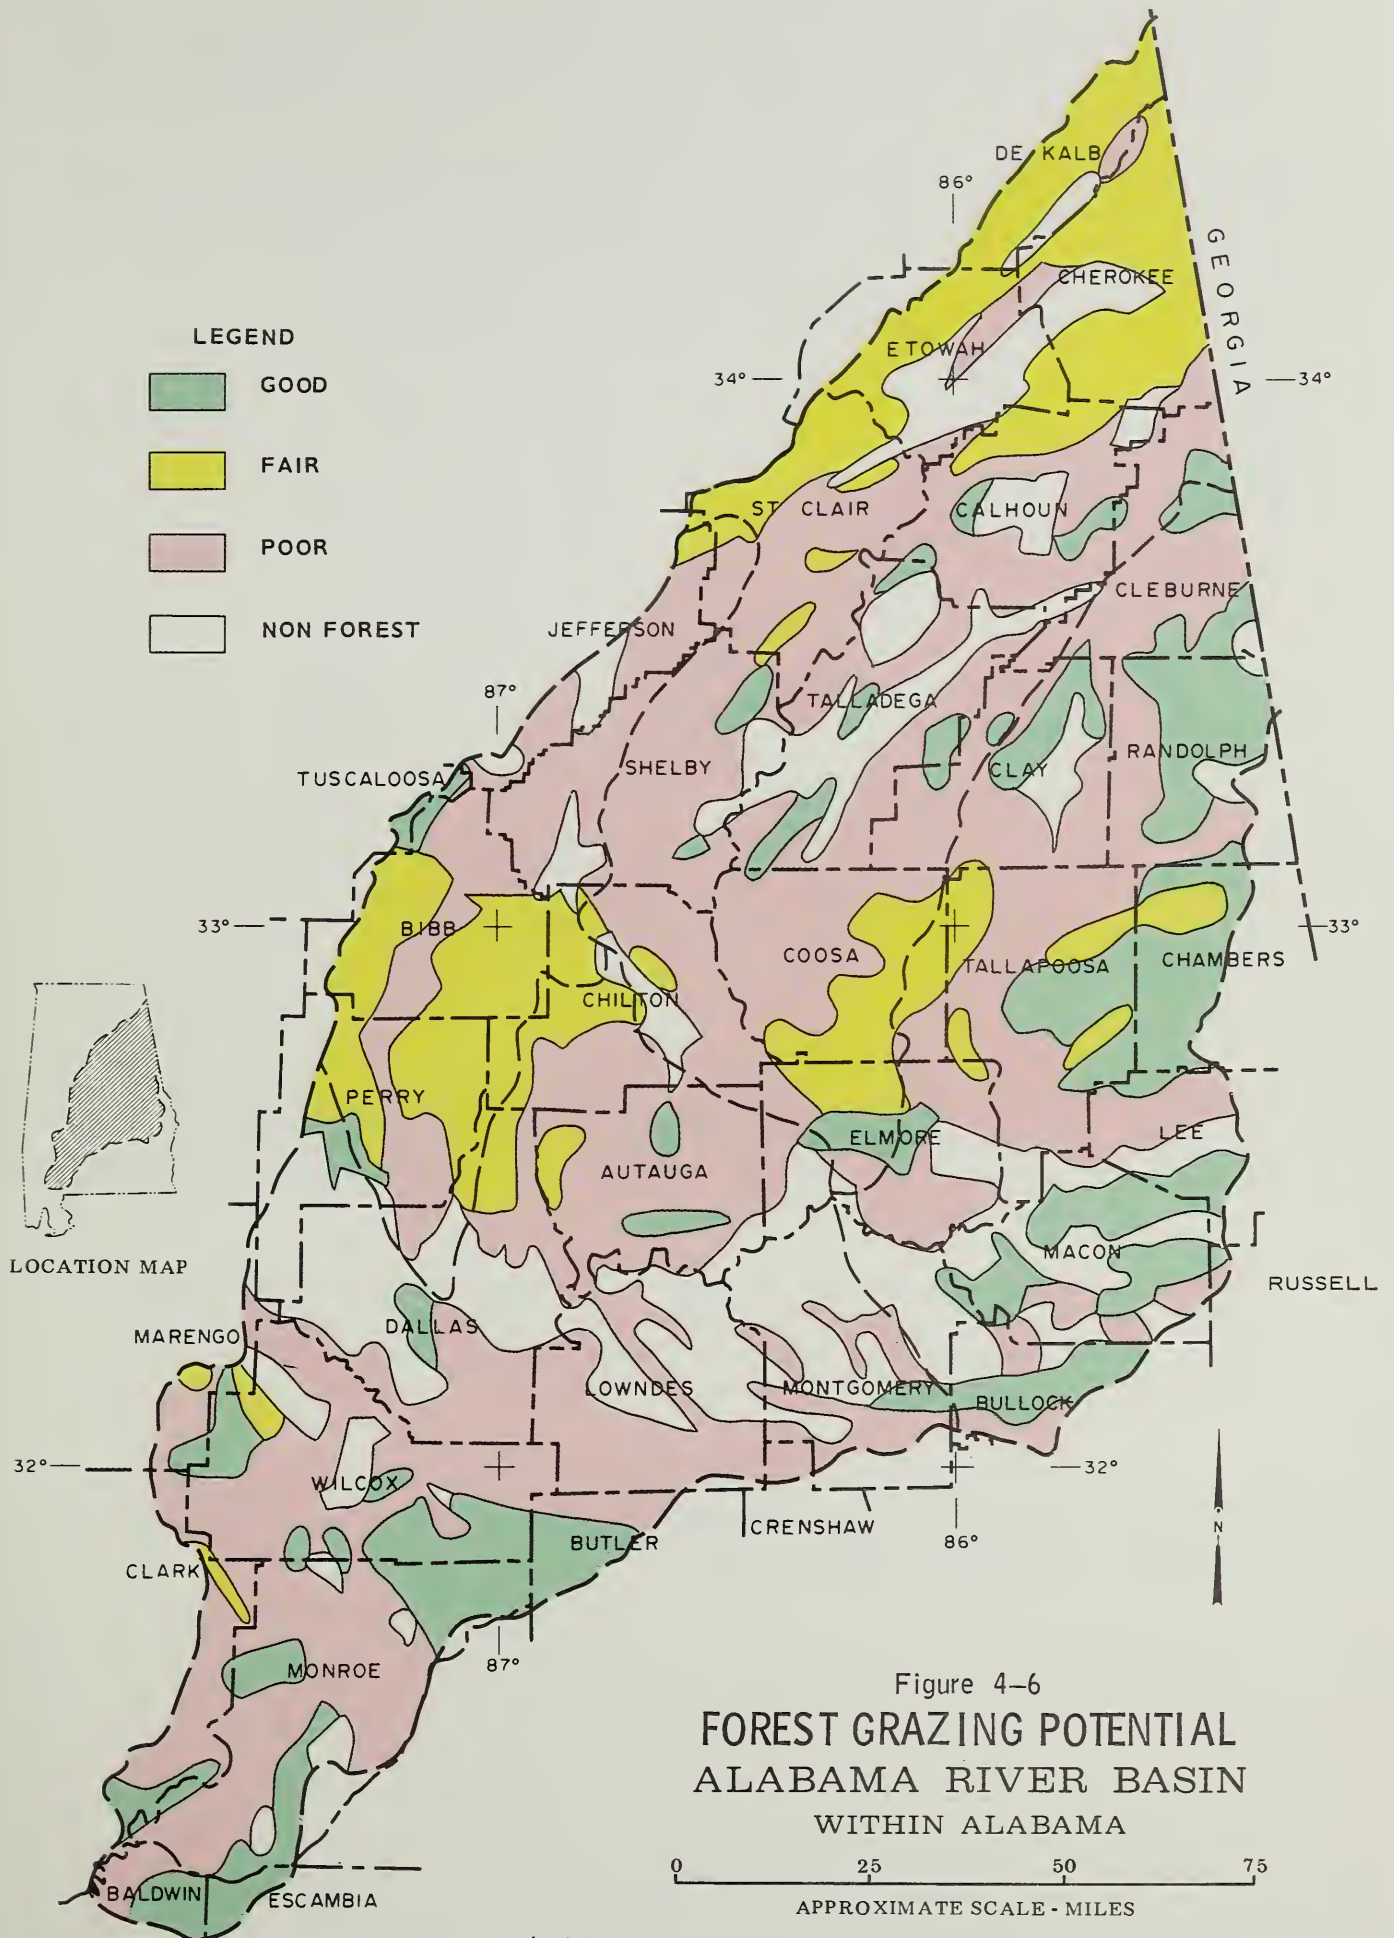 DE KALB
86°
GEORGIA
CHEROKEE
LEGEND
ETOWAH
34°
34°
GOOD
FAIR
ST CLAIR
CALHOUN
POOR
CLEBURNE
NON FOREST
JEFFERSON
87°
TALLADEGA
RANDOLPH
SHELBY
CLAY
TUSCALOOSA
33°
BIBB
33°
COOSA
TALLAPOOSA
CHAMBERS
CHILTON
PERRY
ELMORE
LEE
AUTAUGA
MACON
LOCATION MAP
RUSSELL
DALLAS
MARENGO
LOWNDES
MONTGOMERY
BULLOCK
32°
32°
WILCOX
CRENSHAW
N
BUTLER
86°
CLARK
87°
MONROE
Figure 4-6
FOREST GRAZING POTENTIAL
ALABAMA RIVER BASIN
WITHIN ALABAMA
0 25 50 75
BALDWIN
ESCAMBIA
APPROXIMATE SCALE - MILES